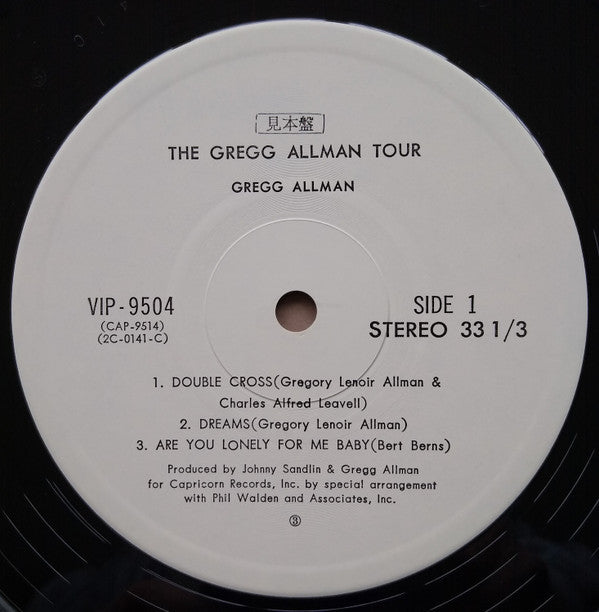 見本盤
THE GREGG ALLMAN TOUR
GREGG ALLMAN
VIP-9504
(CAP-9514)
(2C-0141-C)
SIDE 1
STEREO 33 1/3
1. DOUBLE CROSS(Gregory Lenoir Allman &
Charles Alfred Leavell)
2. DREAMS(Gregory Lenoir Allman)
3. ARE YOU LONELY FOR ME BABY(Bert Berns)
Produced by Johnny Sandlin & Gregg Allman
for Capricorn Records, Inc. by special arrangement
with Phil Walden and Associates, Inc.
③